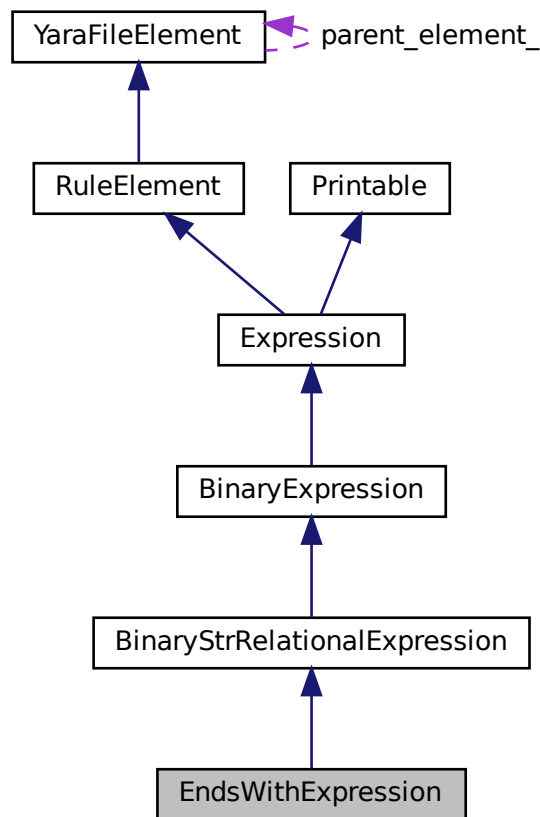 YaraFileElement
parent_element_
RuleElement
Printable
Expression
BinaryExpression
BinaryStrRelationalExpression
EndsWithExpression